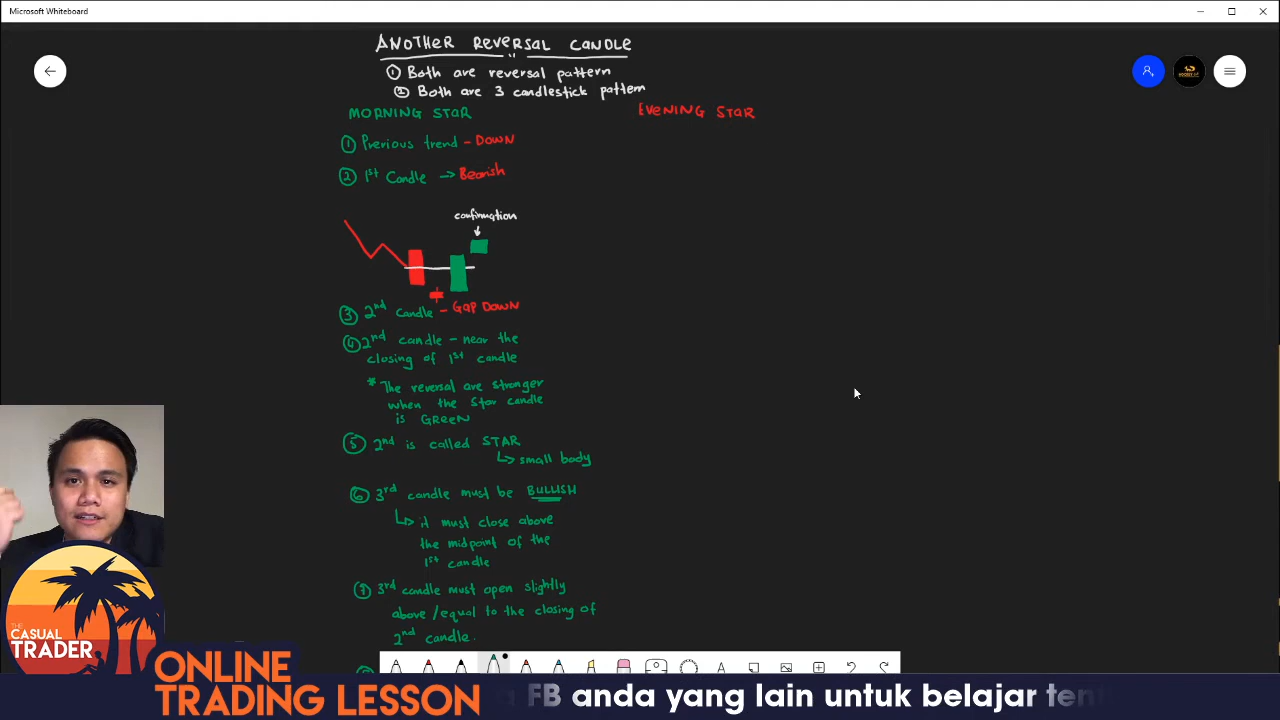 Microsoft Whiteboard
ANOTHER REVERSAL CANDLE
① Both are reversal pattern
② Both are 3 candlestick pattern
MORNING STAR
EVENING STAR
① Previous trend - DOWN
② 1st Candle → Bearish
confirmation
③ 2nd Candle - GAP DOWN
④ 2nd candle - near the
closing of 1st candle
* The reversal are stronger
when the star candle
is GREEN
⑤ 2nd is called STAR
↳ small body
⑥ 3rd candle must be BULLISH
↳ it must close above
the midpoint of the
1st candle
⑦ 3rd candle must open slightly
above/equal to the closing of
2nd candle.
THE
CASUAL
TRADER
ONLINE
TRADING LESSON
FB anda yang lain untuk belajar